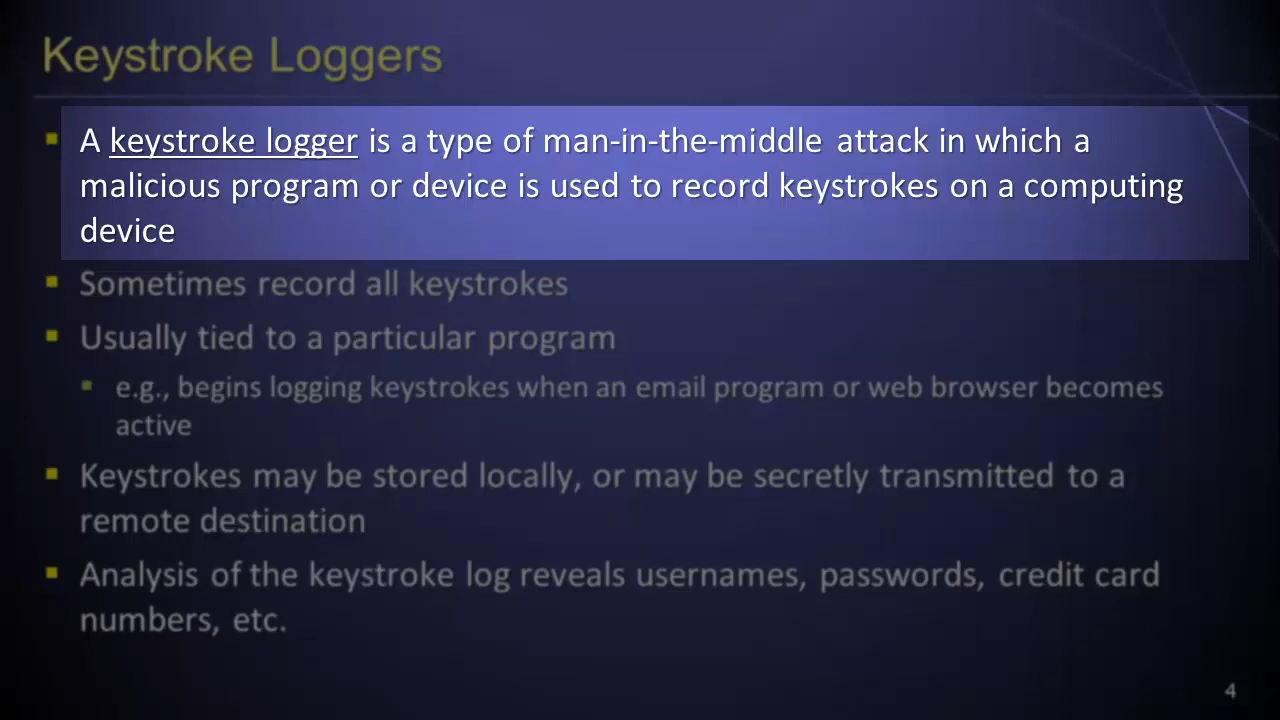 Keystroke Loggers
A keystroke logger is a type of man-in-the-middle attack in which a
malicious program or device is used to record keystrokes on a computing
device
Sometimes record all keystrokes
Usually tied to a particular program
e.g., begins logging keystrokes when an email program or web browser becomes
active
Keystrokes may be stored locally, or may be secretly transmitted to a
remote destination
Analysis of the keystroke log reveals usernames, passwords, credit card
numbers, etc.
4